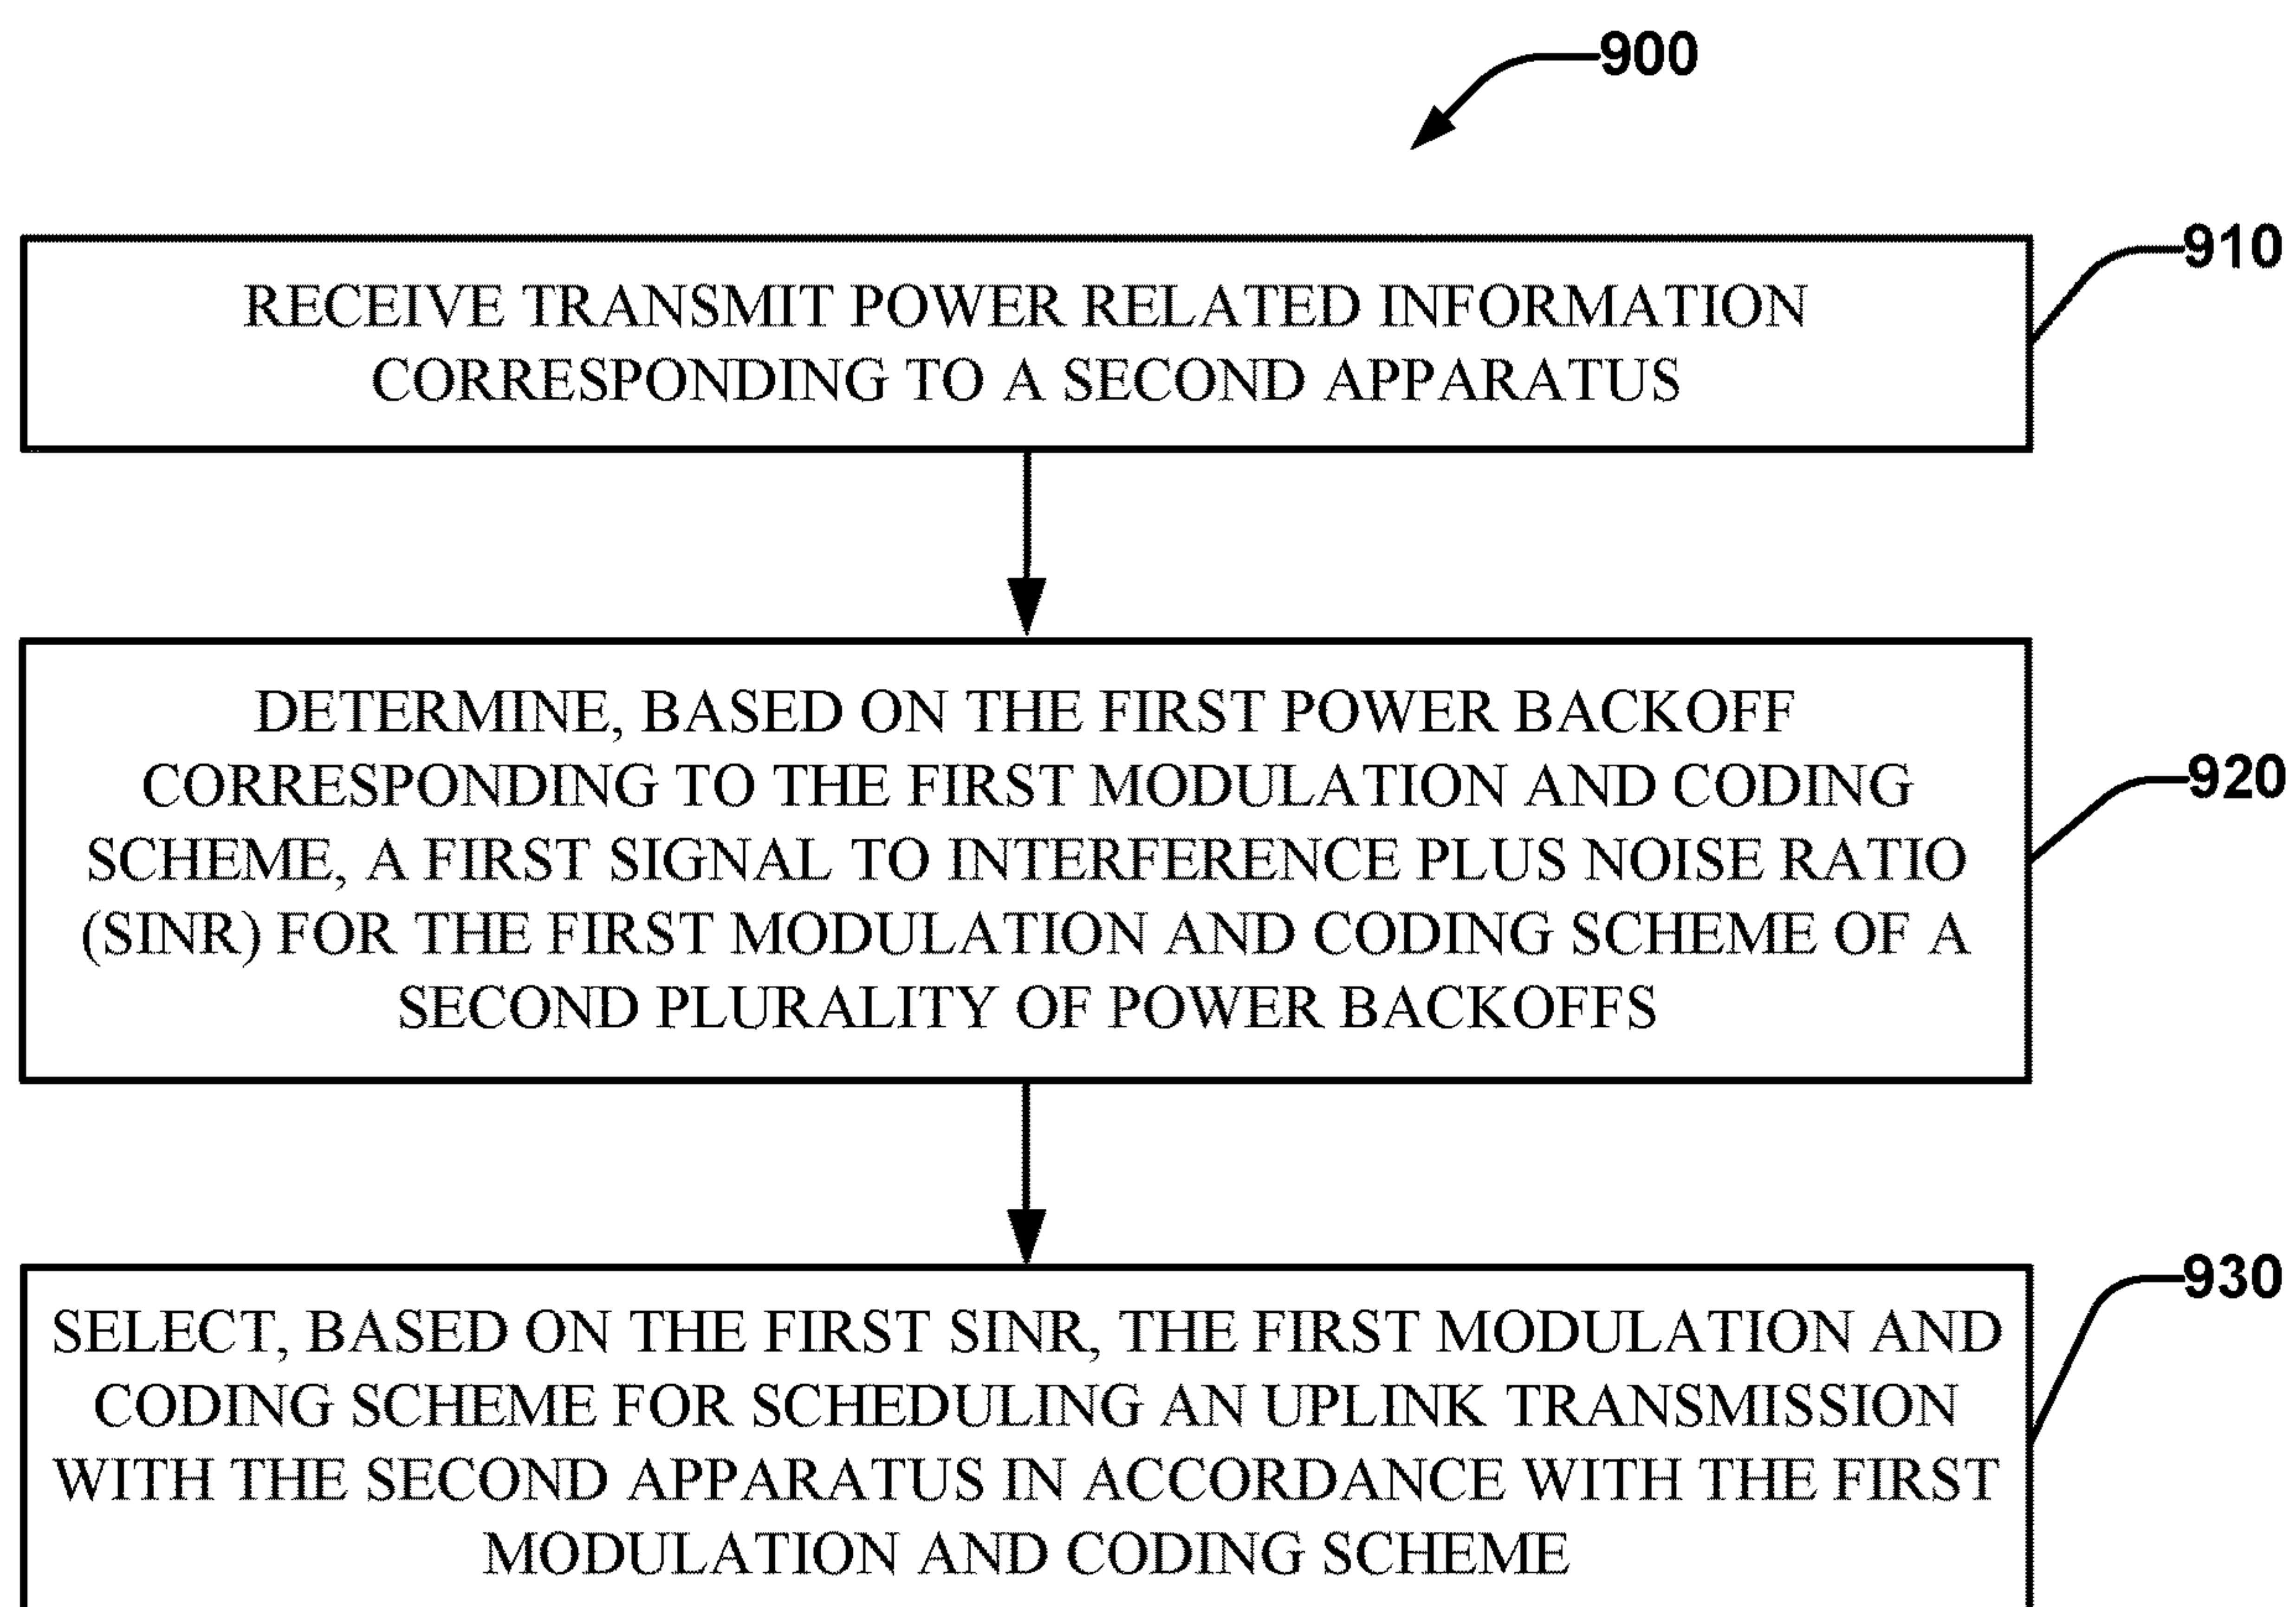 900
910
RECEIVE TRANSMIT POWER RELATED INFORMATION
CORRESPONDING TO A SECOND APPARATUS
920
DETERMINE, BASED ON THE FIRST POWER BACKOFF
CORRESPONDING TO THE FIRST MODULATION AND CODING
SCHEME, A FIRST SIGNAL TO INTERFERENCE PLUS NOISE RATIO
(SINR) FOR THE FIRST MODULATION AND CODING SCHEME OF A
SECOND PLURALITY OF POWER BACKOFFS
930
SELECT, BASED ON THE FIRST SINR, THE FIRST MODULATION AND
CODING SCHEME FOR SCHEDULING AN UPLINK TRANSMISSION
WITH THE SECOND APPARATUS IN ACCORDANCE WITH THE FIRST
MODULATION AND CODING SCHEME